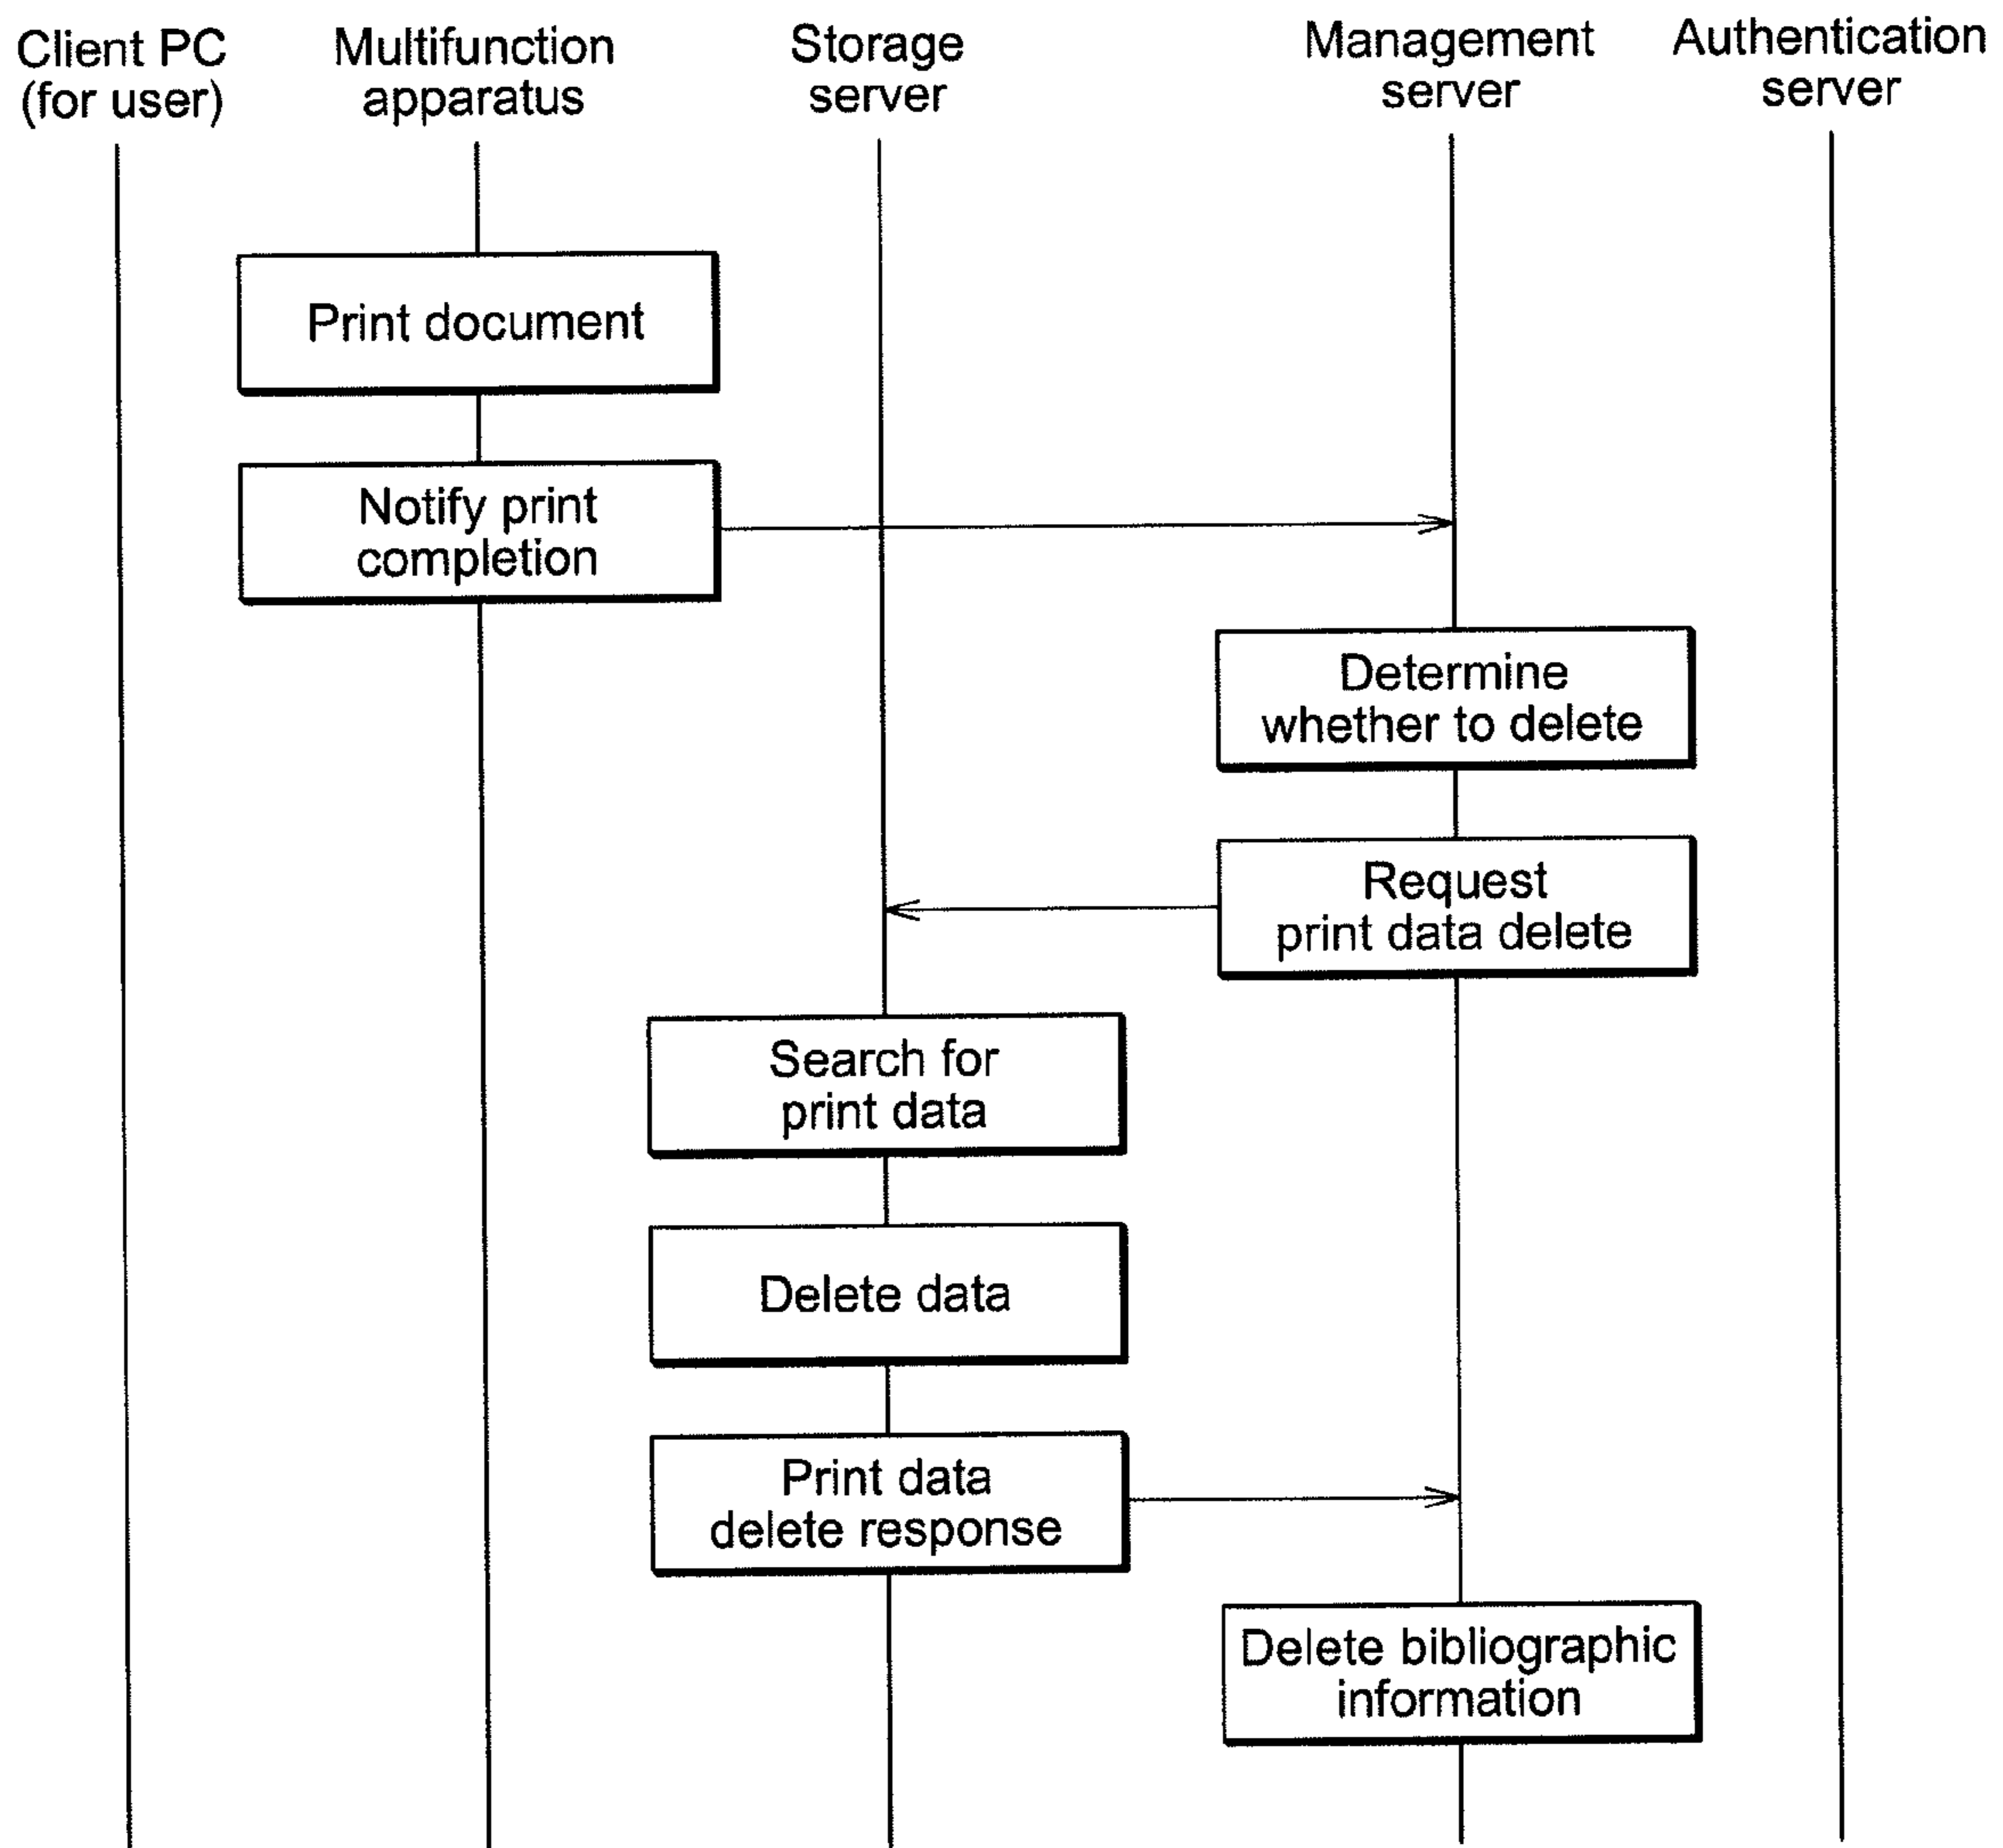 Client PC
(for user)
Multifunction
apparatus
Storage
server
Management
server
Authentication
server
Print document
Notify print
completion
Determine
whether to delete
Request
print data delete
Search for
print data
Delete data
Print data
delete response
Delete bibliographic
information